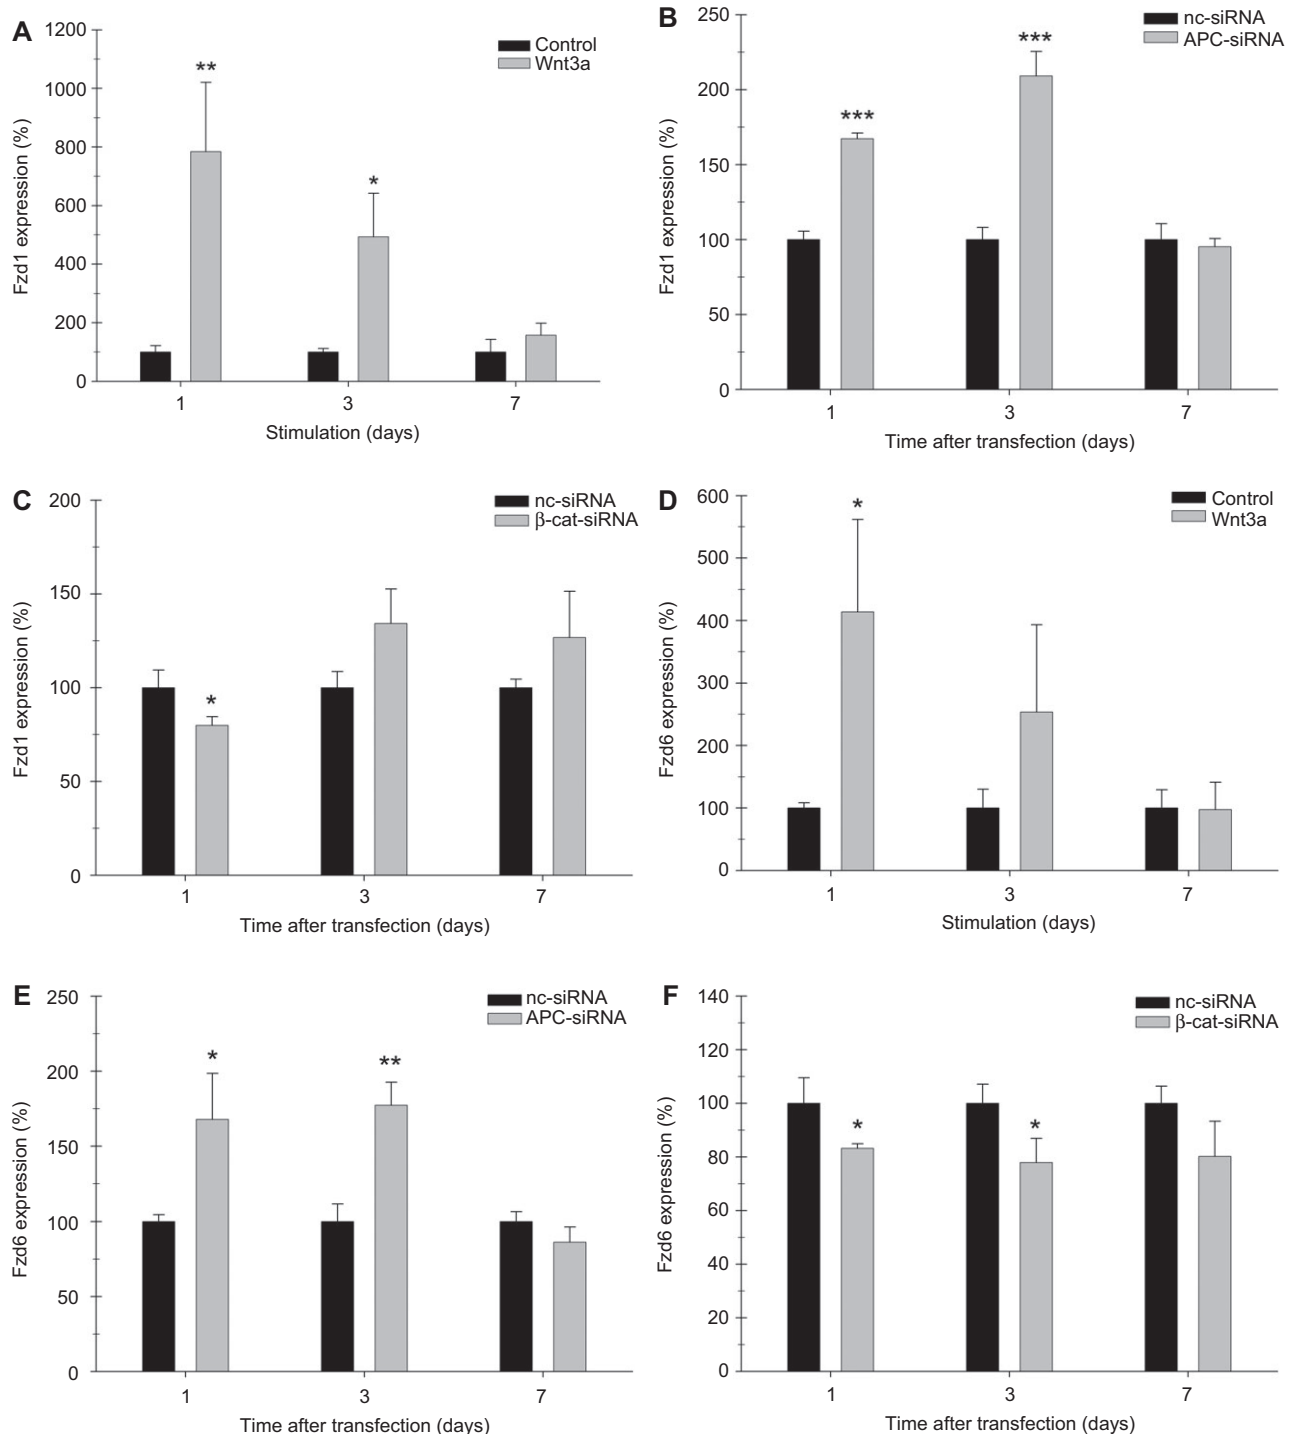 A
Control
Wnt3a
Fzd1 expression (%)
1200
1000
800
600
400
200
0
**
*
1 3 7
Stimulation (days)
B
nc-siRNA
APC-siRNA
Fzd1 expression (%)
250
200
150
100
50
0
***
***
1 3 7
Time after transfection (days)
C
nc-siRNA
β-cat-siRNA
Fzd1 expression (%)
200
150
100
50
0
*
1 3 7
Time after transfection (days)
D
Control
Wnt3a
Fzd6 expression (%)
600
500
400
300
200
100
0
*
1 3 7
Stimulation (days)
E
nc-siRNA
APC-siRNA
Fzd6 expression (%)
250
200
150
100
50
0
*
**
1 3 7
Time after transfection (days)
F
nc-siRNA
β-cat-siRNA
Fzd6 expression (%)
140
120
100
80
60
40
20
0
*
*
1 3 7
Time after transfection (days)